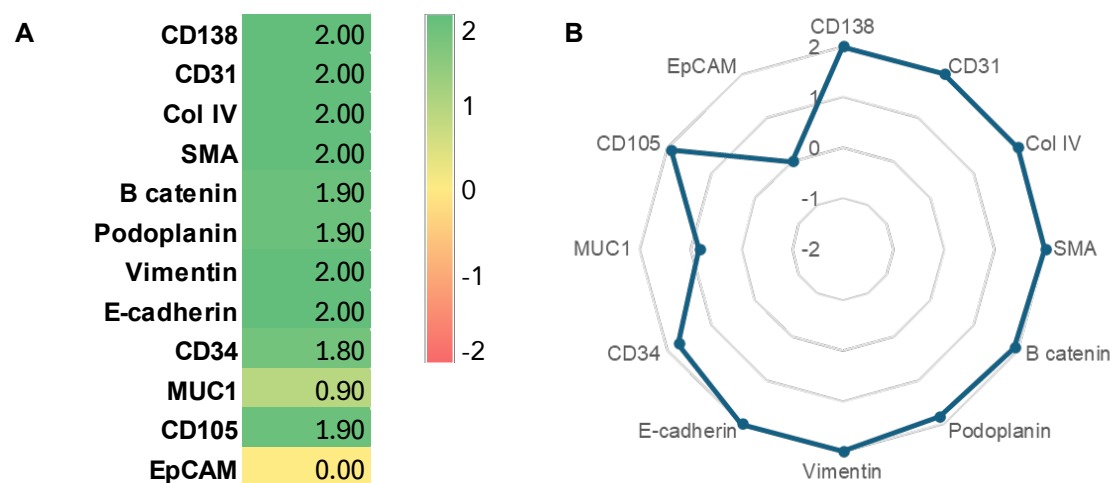 A
CD138 2.00
CD31 2.00
Col IV 2.00
SMA 2.00
B catenin 1.90
Podoplanin 1.90
Vimentin 2.00
E-cadherin 2.00
CD34 1.80
MUC1 0.90
CD105 1.90
EpCAM 0.00
2
1
0
-1
-2
B
CD138
CD31
Col IV
SMA
B catenin
Podoplanin
Vimentin
E-cadherin
CD34
MUC1
CD105
EpCAM
2
1
0
-1
-2